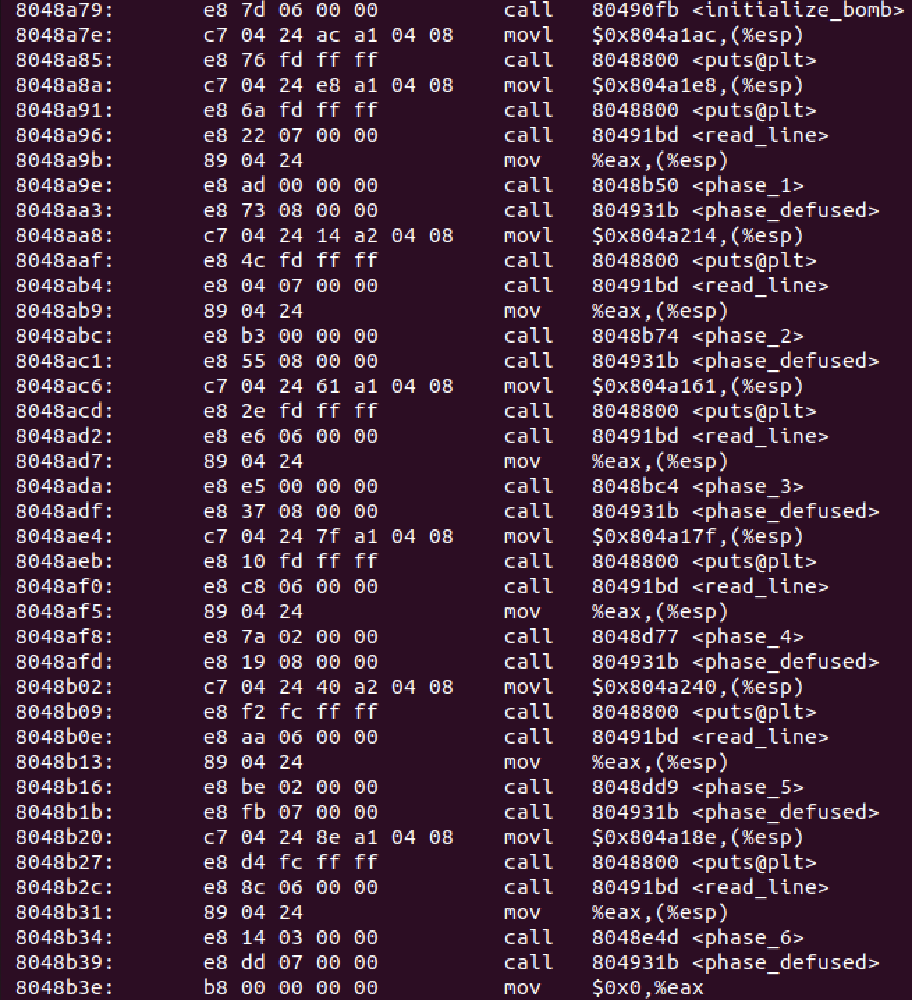 8048a79: e8 7d 06 00 00 call 80490fb <initialize_bomb>
8048a7e: c7 04 24 ac a1 04 08 movl $0x804a1ac,(%esp)
8048a85: e8 76 fd ff ff call 8048800 <puts@plt>
8048a8a: c7 04 24 e8 a1 04 08 movl $0x804a1e8,(%esp)
8048a91: e8 6a fd ff ff call 8048800 <puts@plt>
8048a96: e8 22 07 00 00 call 80491bd <read_line>
8048a9b: 89 04 24 mov %eax,(%esp)
8048a9e: e8 ad 00 00 00 call 8048b50 <phase_1>
8048aa3: e8 73 08 00 00 call 804931b <phase_defused>
8048aa8: c7 04 24 14 a2 04 08 movl $0x804a214,(%esp)
8048aaf: e8 4c fd ff ff call 8048800 <puts@plt>
8048ab4: e8 04 07 00 00 call 80491bd <read_line>
8048ab9: 89 04 24 mov %eax,(%esp)
8048abc: e8 b3 00 00 00 call 8048b74 <phase_2>
8048ac1: e8 55 08 00 00 call 804931b <phase_defused>
8048ac6: c7 04 24 61 a1 04 08 movl $0x804a161,(%esp)
8048acd: e8 2e fd ff ff call 8048800 <puts@plt>
8048ad2: e8 e6 06 00 00 call 80491bd <read_line>
8048ad7: 89 04 24 mov %eax,(%esp)
8048ada: e8 e5 00 00 00 call 8048bc4 <phase_3>
8048adf: e8 37 08 00 00 call 804931b <phase_defused>
8048ae4: c7 04 24 7f a1 04 08 movl $0x804a17f,(%esp)
8048aeb: e8 10 fd ff ff call 8048800 <puts@plt>
8048af0: e8 c8 06 00 00 call 80491bd <read_line>
8048af5: 89 04 24 mov %eax,(%esp)
8048af8: e8 7a 02 00 00 call 8048d77 <phase_4>
8048afd: e8 19 08 00 00 call 804931b <phase_defused>
8048b02: c7 04 24 40 a2 04 08 movl $0x804a240,(%esp)
8048b09: e8 f2 fc ff ff call 8048800 <puts@plt>
8048b0e: e8 aa 06 00 00 call 80491bd <read_line>
8048b13: 89 04 24 mov %eax,(%esp)
8048b16: e8 be 02 00 00 call 8048dd9 <phase_5>
8048b1b: e8 fb 07 00 00 call 804931b <phase_defused>
8048b20: c7 04 24 8e a1 04 08 movl $0x804a18e,(%esp)
8048b27: e8 d4 fc ff ff call 8048800 <puts@plt>
8048b2c: e8 8c 06 00 00 call 80491bd <read_line>
8048b31: 89 04 24 mov %eax,(%esp)
8048b34: e8 14 03 00 00 call 8048e4d <phase_6>
8048b39: e8 dd 07 00 00 call 804931b <phase_defused>
8048b3e: b8 00 00 00 00 mov $0x0,%eax